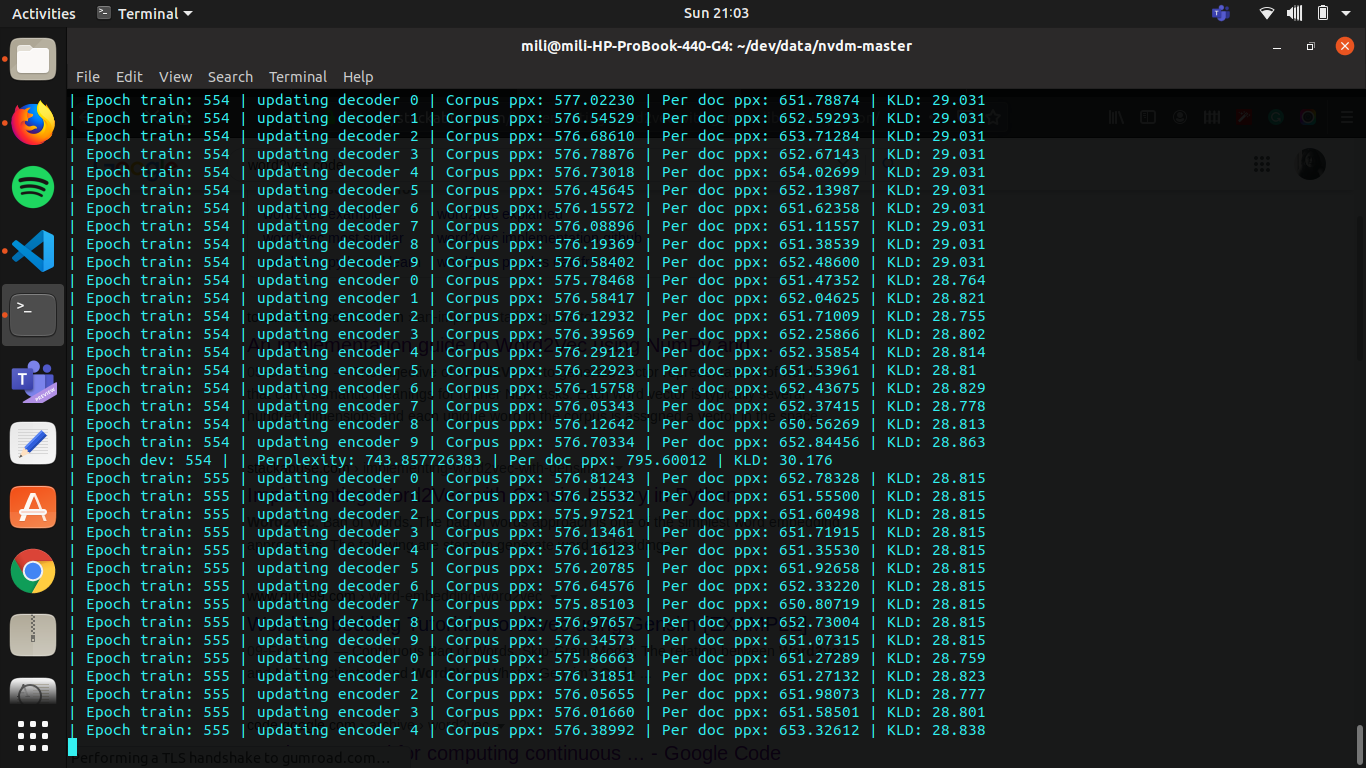 Activities Terminal Sun 21:03
mili@mili-HP-ProBook-440-G4: ~/dev/data/nvdm-master
File Edit View Search Terminal Help
| Epoch train: 554 | updating decoder 0 | Corpus ppx: 577.02230 | Per doc ppx: 651.78874 | KLD: 29.031
| Epoch train: 554 | updating decoder 1 | Corpus ppx: 576.54529 | Per doc ppx: 652.59293 | KLD: 29.031
| Epoch train: 554 | updating decoder 2 | Corpus ppx: 576.68610 | Per doc ppx: 653.71284 | KLD: 29.031
| Epoch train: 554 | updating decoder 3 | Corpus ppx: 576.78876 | Per doc ppx: 652.67143 | KLD: 29.031
| Epoch train: 554 | updating decoder 4 | Corpus ppx: 576.73018 | Per doc ppx: 654.02699 | KLD: 29.031
| Epoch train: 554 | updating decoder 5 | Corpus ppx: 576.45645 | Per doc ppx: 652.13987 | KLD: 29.031
| Epoch train: 554 | updating decoder 6 | Corpus ppx: 576.15572 | Per doc ppx: 651.62358 | KLD: 29.031
| Epoch train: 554 | updating decoder 7 | Corpus ppx: 576.08896 | Per doc ppx: 651.11557 | KLD: 29.031
| Epoch train: 554 | updating decoder 8 | Corpus ppx: 576.19369 | Per doc ppx: 651.38539 | KLD: 29.031
| Epoch train: 554 | updating decoder 9 | Corpus ppx: 576.58402 | Per doc ppx: 652.48600 | KLD: 29.031
| Epoch train: 554 | updating encoder 0 | Corpus ppx: 575.78468 | Per doc ppx: 651.47352 | KLD: 28.764
| Epoch train: 554 | updating encoder 1 | Corpus ppx: 576.58417 | Per doc ppx: 652.04625 | KLD: 28.821
| Epoch train: 554 | updating encoder 2 | Corpus ppx: 576.12932 | Per doc ppx: 651.71009 | KLD: 28.755
| Epoch train: 554 | updating encoder 3 | Corpus ppx: 576.39569 | Per doc ppx: 652.25866 | KLD: 28.802
| Epoch train: 554 | updating encoder 4 | Corpus ppx: 576.29121 | Per doc ppx: 652.35854 | KLD: 28.814
| Epoch train: 554 | updating encoder 5 | Corpus ppx: 576.22923 | Per doc ppx: 651.53961 | KLD: 28.81
| Epoch train: 554 | updating encoder 6 | Corpus ppx: 576.15758 | Per doc ppx: 652.43675 | KLD: 28.829
| Epoch train: 554 | updating encoder 7 | Corpus ppx: 576.05343 | Per doc ppx: 652.37415 | KLD: 28.778
| Epoch train: 554 | updating encoder 8 | Corpus ppx: 576.12642 | Per doc ppx: 650.56269 | KLD: 28.813
| Epoch train: 554 | updating encoder 9 | Corpus ppx: 576.70334 | Per doc ppx: 652.84456 | KLD: 28.863
| Epoch dev: 554 | | Perplexity: 743.857726383 | Per doc ppx: 795.60012 | KLD: 30.176
| Epoch train: 555 | updating decoder 0 | Corpus ppx: 576.81243 | Per doc ppx: 652.78328 | KLD: 28.815
| Epoch train: 555 | updating decoder 1 | Corpus ppx: 576.25532 | Per doc ppx: 651.55500 | KLD: 28.815
| Epoch train: 555 | updating decoder 2 | Corpus ppx: 575.97521 | Per doc ppx: 651.60498 | KLD: 28.815
| Epoch train: 555 | updating decoder 3 | Corpus ppx: 576.13461 | Per doc ppx: 651.71915 | KLD: 28.815
| Epoch train: 555 | updating decoder 4 | Corpus ppx: 576.16123 | Per doc ppx: 651.35530 | KLD: 28.815
| Epoch train: 555 | updating decoder 5 | Corpus ppx: 576.20785 | Per doc ppx: 651.92658 | KLD: 28.815
| Epoch train: 555 | updating decoder 6 | Corpus ppx: 576.64576 | Per doc ppx: 652.33220 | KLD: 28.815
| Epoch train: 555 | updating decoder 7 | Corpus ppx: 575.85103 | Per doc ppx: 650.80719 | KLD: 28.815
| Epoch train: 555 | updating decoder 8 | Corpus ppx: 576.97657 | Per doc ppx: 652.73004 | KLD: 28.815
| Epoch train: 555 | updating decoder 9 | Corpus ppx: 576.34573 | Per doc ppx: 651.07315 | KLD: 28.815
| Epoch train: 555 | updating encoder 0 | Corpus ppx: 575.86663 | Per doc ppx: 651.27289 | KLD: 28.759
| Epoch train: 555 | updating encoder 1 | Corpus ppx: 576.31851 | Per doc ppx: 651.27132 | KLD: 28.823
| Epoch train: 555 | updating encoder 2 | Corpus ppx: 576.05655 | Per doc ppx: 651.98073 | KLD: 28.777
| Epoch train: 555 | updating encoder 3 | Corpus ppx: 576.01660 | Per doc ppx: 651.58501 | KLD: 28.801
| Epoch train: 555 | updating encoder 4 | Corpus ppx: 576.38992 | Per doc ppx: 653.32612 | KLD: 28.838
for computing continuous ... - Google Code
Performing a TLS handshake to gumroad.com...